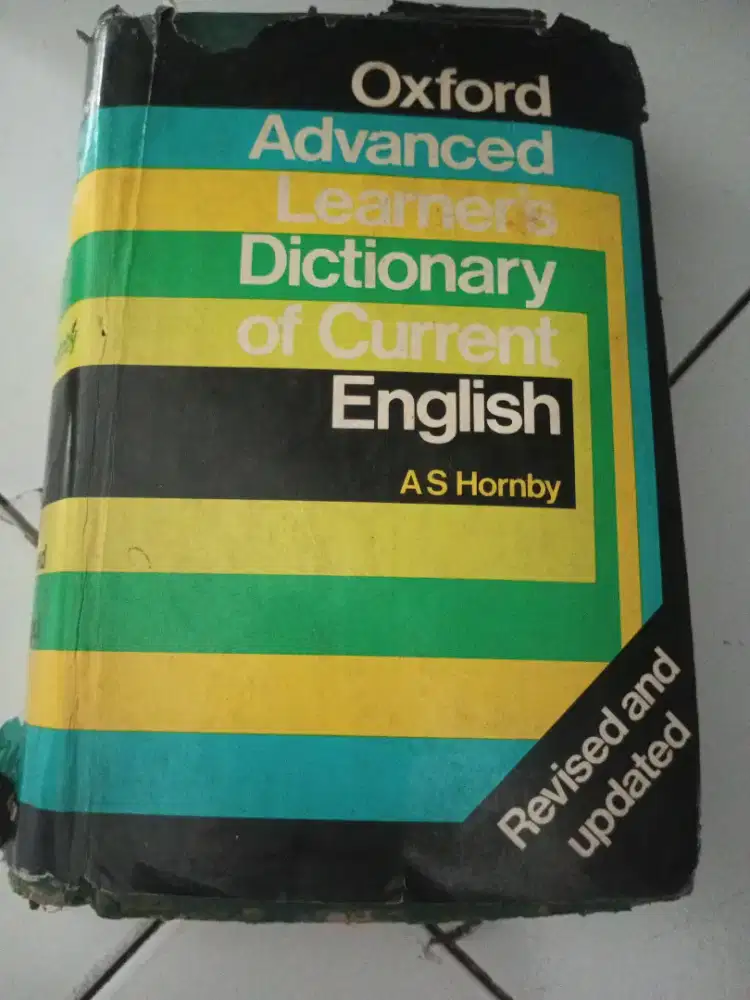 Oxford
Advanced
Learner's
Dictionary
of Current
English
A S Hornby
Revised and
updated